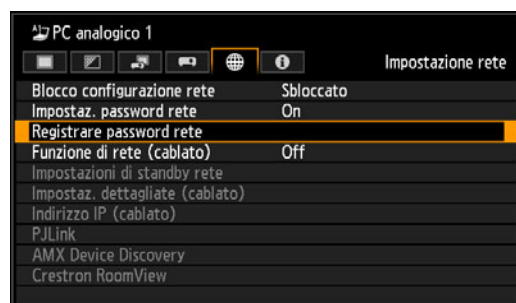 PC analogico 1
Impostazione rete
Blocco configurazione rete Sbloccato
Impostaz. password rete On
Registrare password rete
Funzione di rete (cablato) Off
Impostazioni di standby rete
Impostaz. dettagliate (cablato)
Indirizzo IP (cablato)
PJLink
AMX Device Discovery
Crestron RoomView